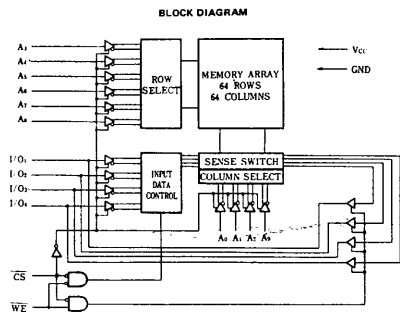 BLOCK DIAGRAM
A3
A4
A5
A6
A7
A8
ROW
SELECT
MEMORY ARRAY
64 ROWS
64 COLUMNS
VCC
GND
I/O1
I/O2
I/O3
I/O4
INPUT
DATA
CONTROL
SENSE SWITCH
COLUMN SELECT
A0 A1 A2 A9
CS
WE